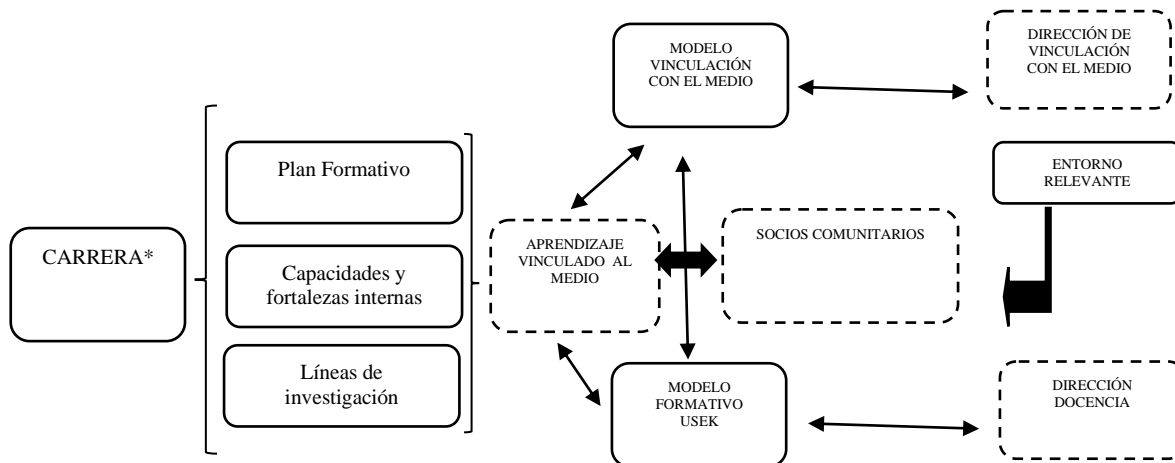 MODELO
VINCULACIÓN
CON EL MEDIO
DIRECCIÓN DE
VINCULACIÓN
CON EL MEDIO
Plan Formativo
ENTORNO
RELEVANTE
CARRERA*
Capacidades y
fortalezas internas
APRENDIZAJE
VINCULADO AL
MEDIO
SOCIOS COMUNITARIOS
Líneas de
investigación
MODELO
FORMATIVO
USEK
DIRECCIÓN
DOCENCIA